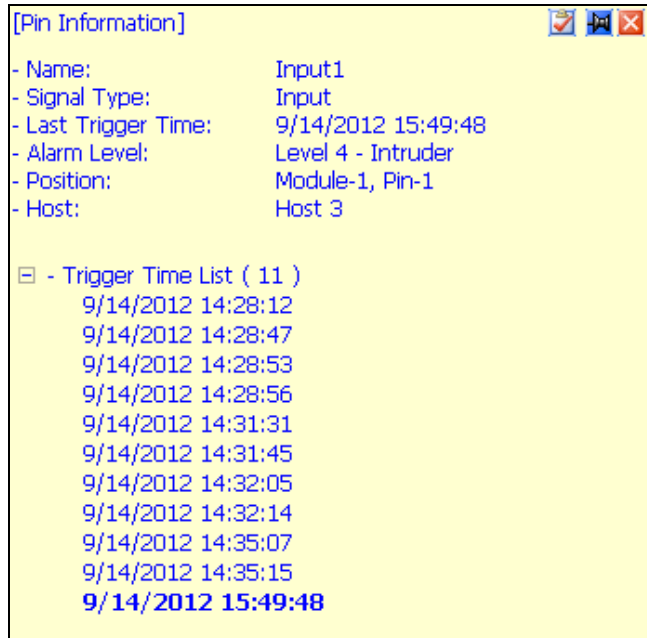 [Pin Information]
- Name: Input1
- Signal Type: Input
- Last Trigger Time: 9/14/2012 15:49:48
- Alarm Level: Level 4 - Intruder
- Position: Module-1, Pin-1
- Host: Host 3
- Trigger Time List ( 11 )
9/14/2012 14:28:12
9/14/2012 14:28:47
9/14/2012 14:28:53
9/14/2012 14:28:56
9/14/2012 14:31:31
9/14/2012 14:31:45
9/14/2012 14:32:05
9/14/2012 14:32:14
9/14/2012 14:35:07
9/14/2012 14:35:15
9/14/2012 15:49:48